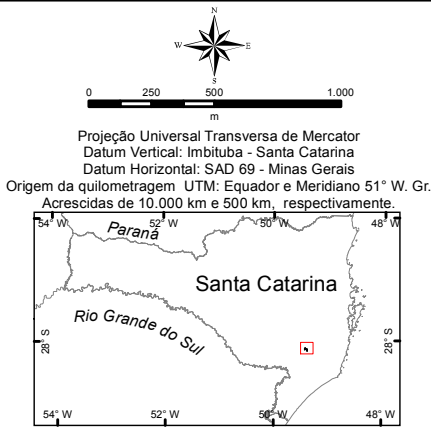 N
W E
S
0 250 500 1.000
m
Projeção Universal Transversa de Mercator
Datum Vertical: Imbituba - Santa Catarina
Datum Horizontal: SAD 69 - Minas Gerais
Origem da quilometragem UTM: Equador e Meridiano 51° W. Gr.
Acrescidas de 10.000 km e 500 km, respectivamente.
54° W 52° W 50° W 48° W
Paraná
Santa Catarina
Rio Grande do Sul
28° S 28° S
54° W 52° W 50° W 48° W